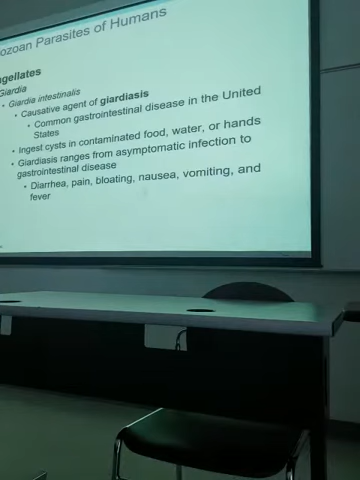 ozoan Parasites of Humans
gellates
Giardia
• Giardia intestinalis
• Causative agent of giardiasis
• Common gastrointestinal disease in the United
States
• Ingest cysts in contaminated food, water, or hands
• Giardiasis ranges from asymptomatic infection to
gastrointestinal disease
• Diarrhea, pain, bloating, nausea, vomiting, and
fever